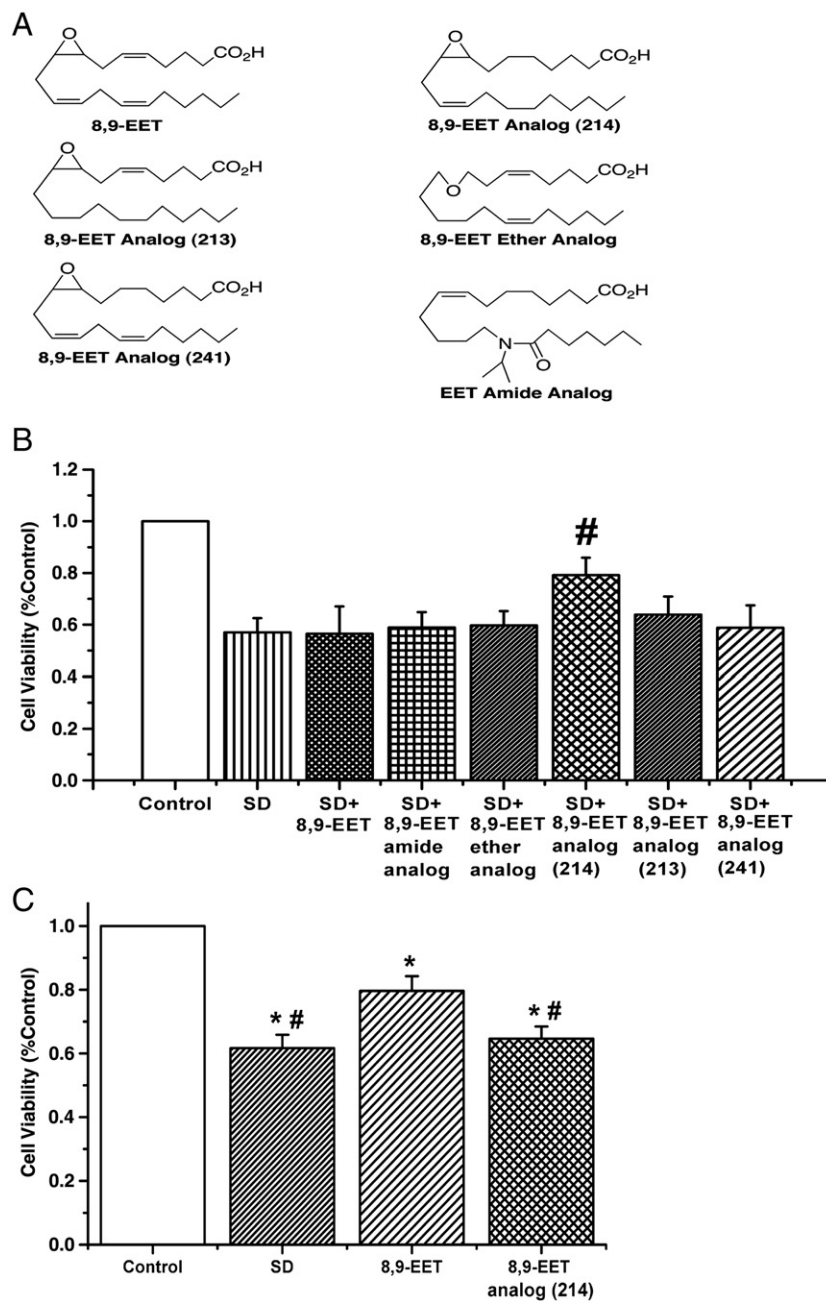 A
O
CO2H
8,9-EET
O
CO2H
8,9-EET Analog (214)
O
CO2H
8,9-EET Analog (213)
O
CO2H
8,9-EET Ether Analog
O
CO2H
8,9-EET Analog (241)
CO2H
N
O
EET Amide Analog
B
Cell Viability (%Control)
1.2
1.0
0.8
0.6
0.4
0.2
0.0
#
Control
SD
SD+
8,9-EET
SD+
8,9-EET
amide
analog
SD+
8,9-EET
ether
analog
SD+
8,9-EET
analog
(214)
SD+
8,9-EET
analog
(213)
SD+
8,9-EET
analog
(241)
C
Cell Viability (%Control)
1.0
0.8
0.6
0.4
0.2
0.0
* #
*
* #
Control
SD
8,9-EET
8,9-EET
analog (214)